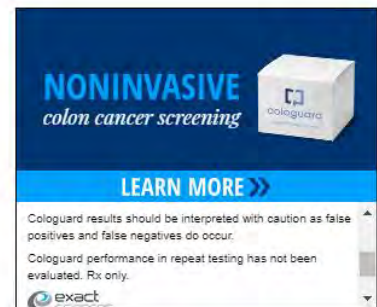 NONINVASIVE
colon cancer screening
cologuard
LEARN MORE
Cologuard results should be interpreted with caution as false
positives and false negatives do occur.
Cologuard performance in repeat testing has not been
evaluated. Rx only.
exact